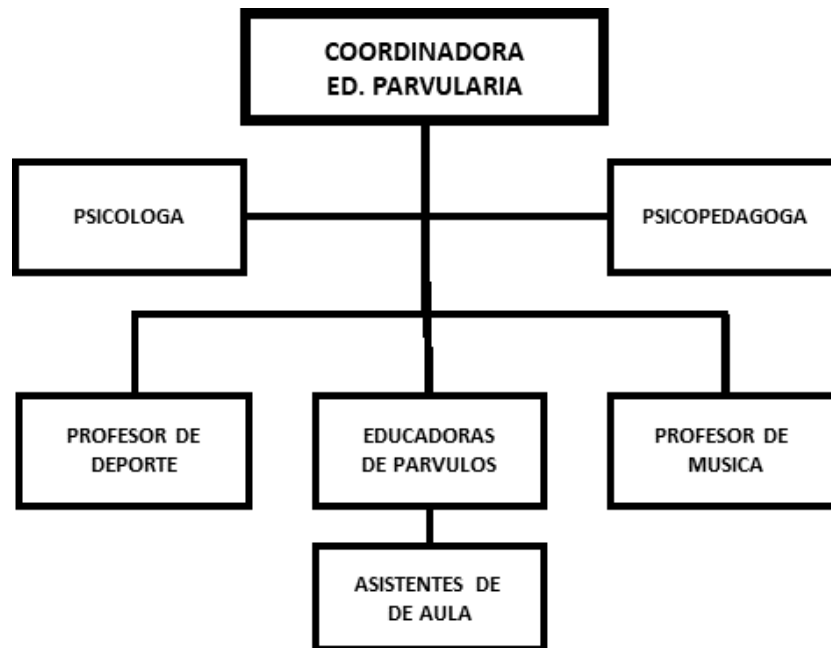 COORDINADORA
ED. PARVULARIA
PSICOLOGA
PSICOPEDAGOGA
PROFESOR DE
DEPORTE
EDUCADORAS
DE PARVULOS
PROFESOR DE
MUSICA
ASISTENTES DE
DE AULA